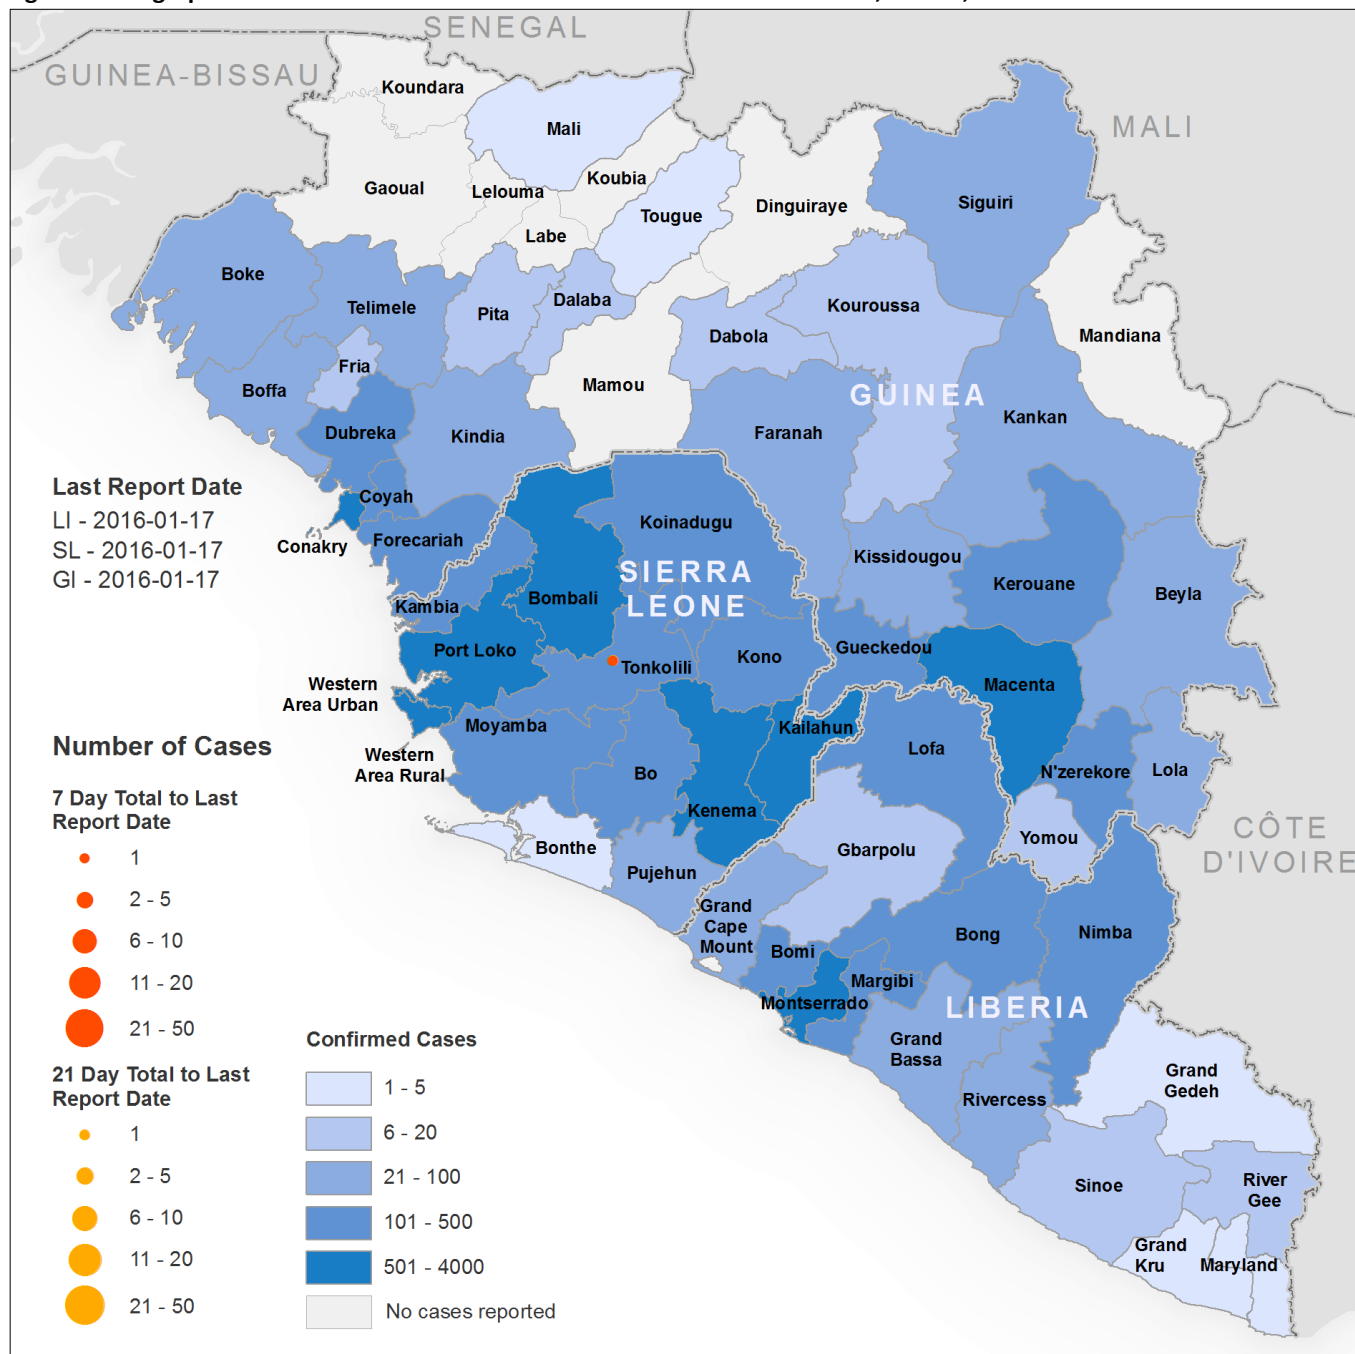 SENEGAL
GUINEA-BISSAU
MALI
Koundara
Mali
Gaoual
Lelouma
Koubia
Labe
Tougue
Dinguiraye
Siguiri
Boke
Telimele
Pita
Dalaba
Dabola
Kouroussa
Mandiana
Fria
Boffa
Mamou
GUINEA
Kankan
Dubreka
Kindia
Faranah
Last Report Date
LI - 2016-01-17
SL - 2016-01-17
GI - 2016-01-17
Coyah
Conakry
Forecariah
Koinadugu
Kissidougou
SIERRA
LEONE
Kerouane
Beyla
Kambia
Bombali
Port Loko
Tonkolili
Kono
Gueckedou
Macenta
Western
Area Urban
Moyamba
Kailahun
Lofa
Western
Area Rural
Bo
N'zerekore
Lola
Kenema
Bonthe
Pujehun
Gbarpolu
Yomou
CÔTE
D'IVOIRE
Grand
Cape
Mount
Bomi
Bong
Nimba
Margibi
Montserrado
LIBERIA
Grand
Bassa
Rivercess
Grand
Gedeh
Sinoe
River
Gee
Grand
Kru
Maryland
Number of Cases
7 Day Total to Last
Report Date
1
2 - 5
6 - 10
11 - 20
21 - 50
21 Day Total to Last
Report Date
1
2 - 5
6 - 10
11 - 20
21 - 50
Confirmed Cases
1 - 5
6 - 20
21 - 100
101 - 500
501 - 4000
No cases reported